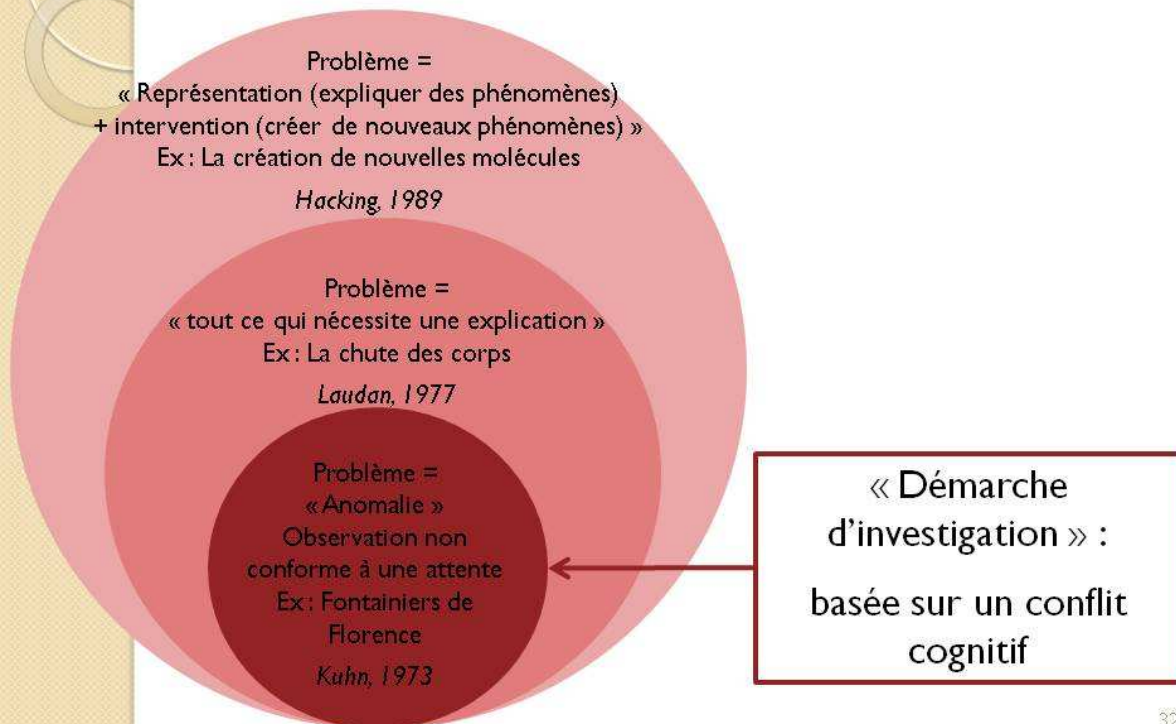 Problème =
« Représentation (expliquer des phénomènes)
+ intervention (créer de nouveaux phénomènes) »
Ex : La création de nouvelles molécules
Hacking, 1989
Problème =
« tout ce qui nécessite une explication »
Ex : La chute des corps
Laudan, 1977
Problème =
« Anomalie »
Observation non
conforme à une attente
Ex : Fontainiers de
Florence
Kuhn, 1973
« Démarche
d'investigation » :
basée sur un conflit
cognitif